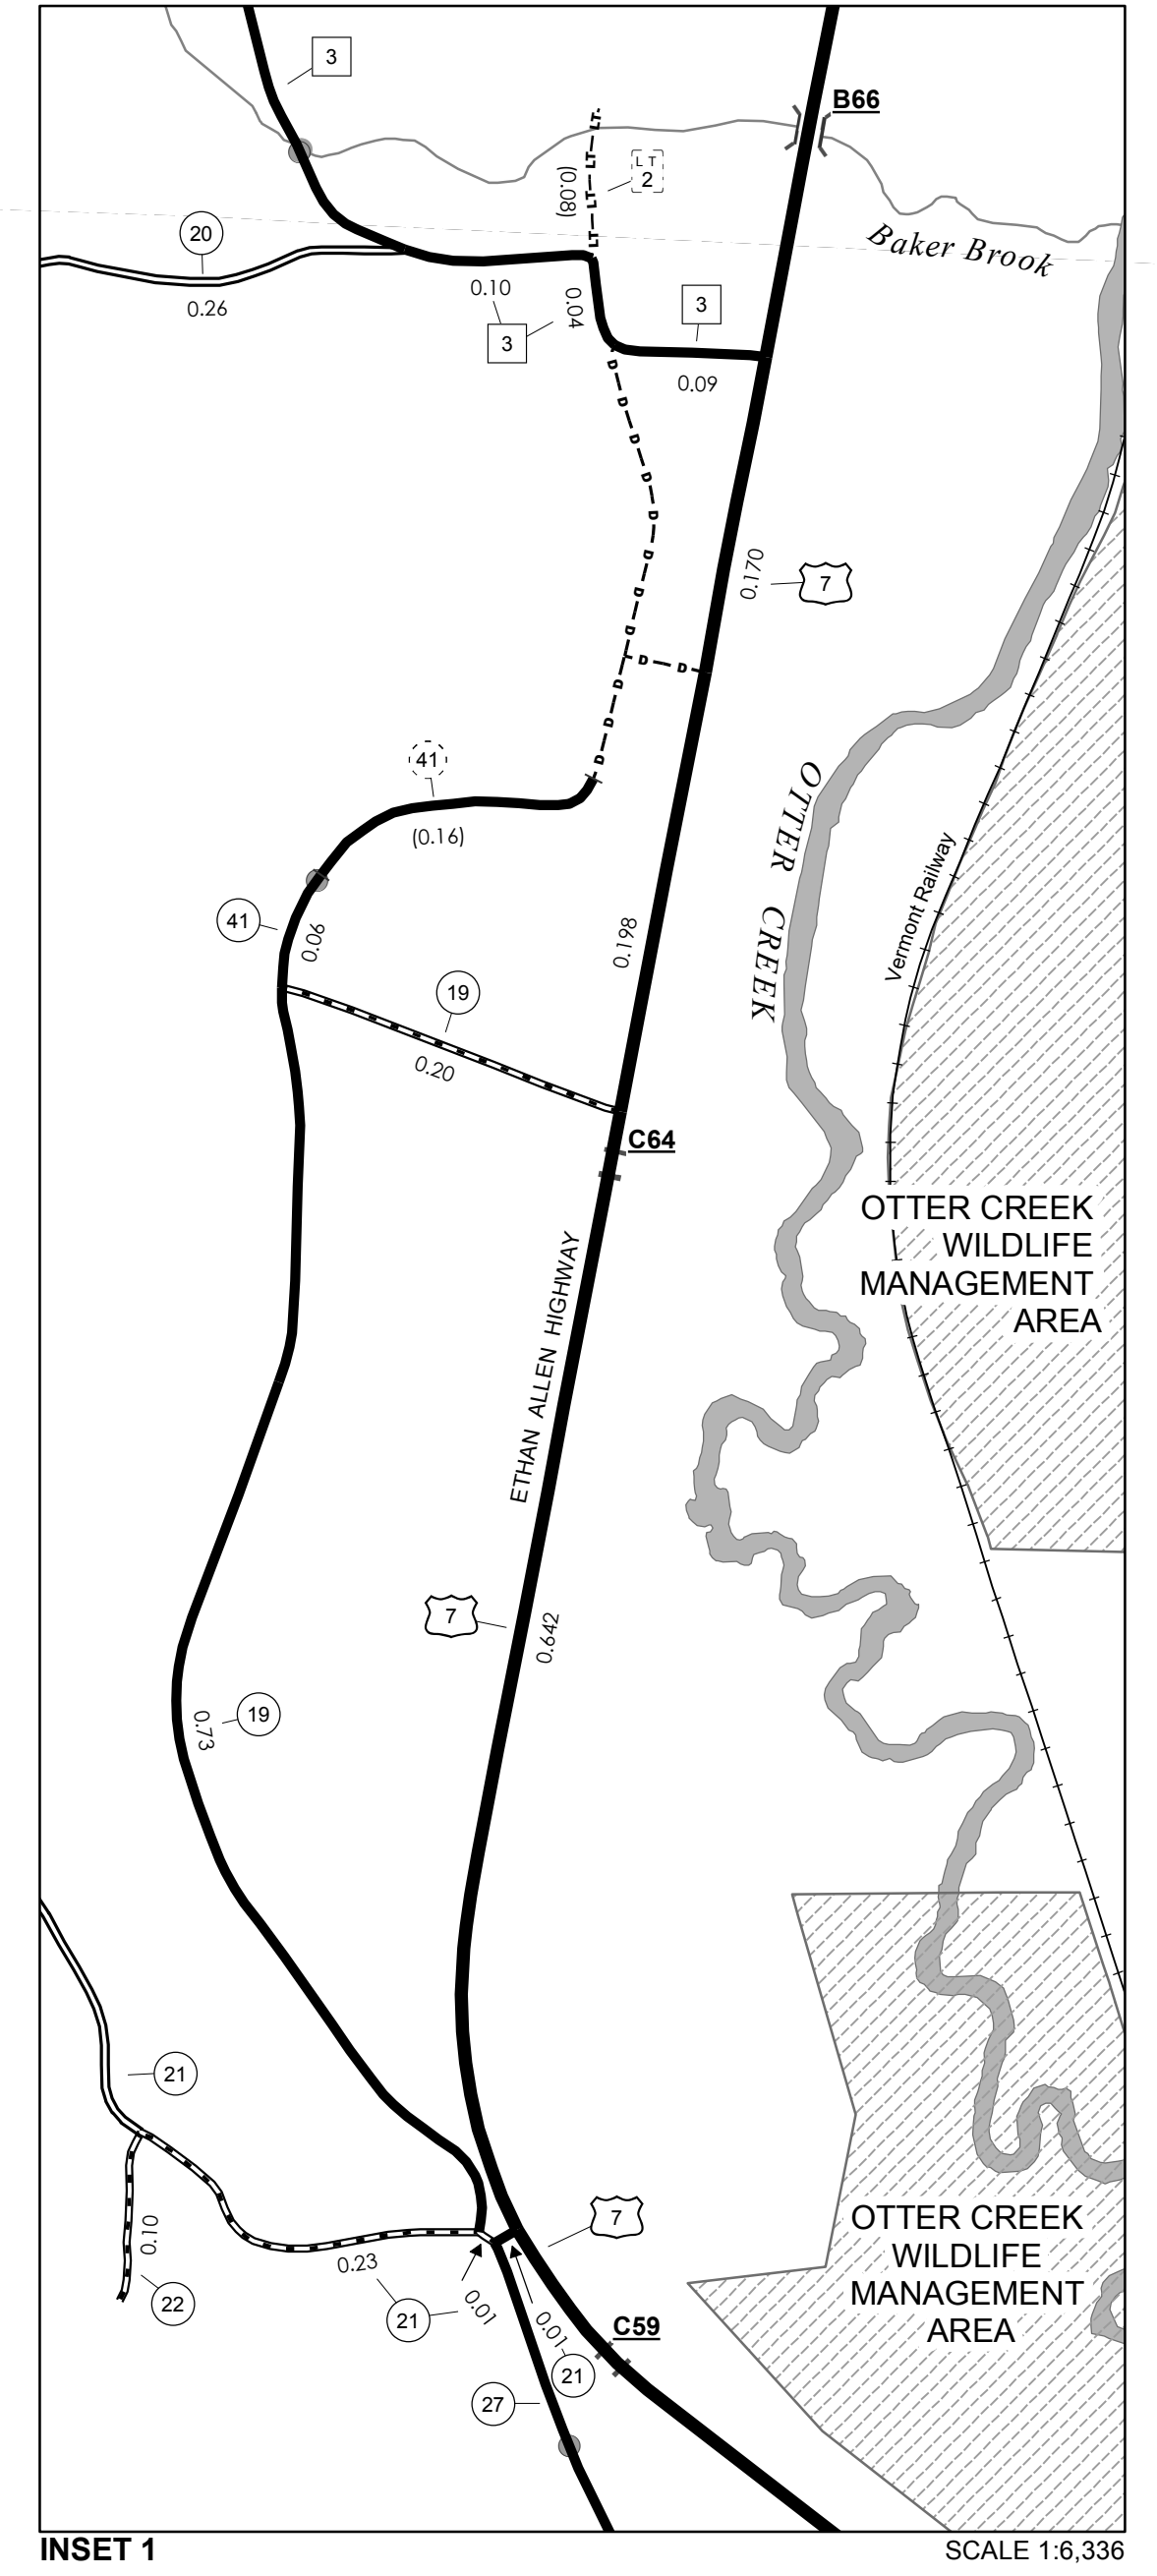 3
B66
(0.08)
L T
2
LT
LT
LT
LT
20
0.26
Baker Brook
0.10
0.04
3
3
0.09
D
D
D
D
D
D
D
D
D
D
D
D
D
0.170
7
41
(0.16)
OTTER CREEK
Vermont Railway
41
0.06
0.198
19
0.20
C64
OTTER CREEK
WILDLIFE
MANAGEMENT
AREA
ETHAN ALLEN HIGHWAY
7
0.642
0.73
19
21
0.10
22
0.23
21
0.01
0.01
21
7
C59
27
OTTER CREEK
WILDLIFE
MANAGEMENT
AREA
INSET 1
SCALE 1:6,336